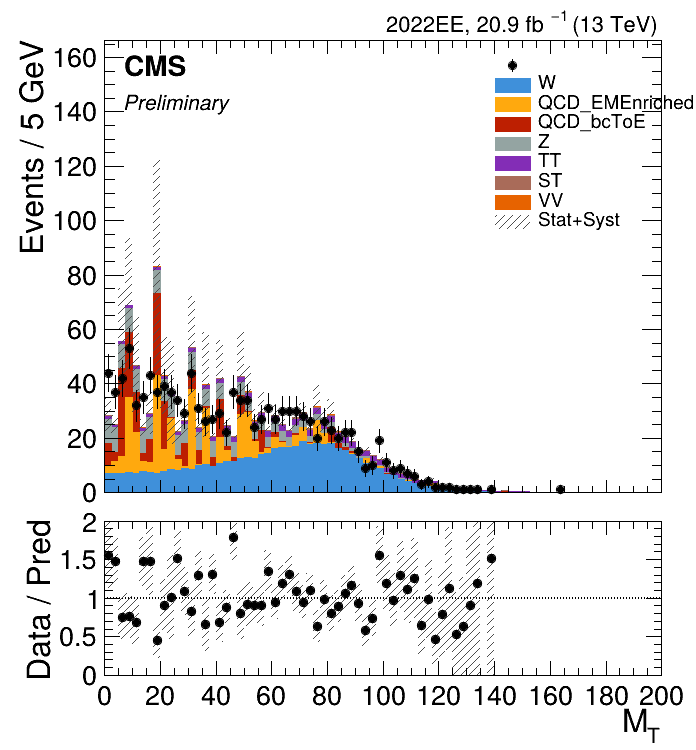 2022EE, 20.9 fb⁻¹ (13 TeV)
CMS
Preliminary
W
QCD_EMEnriched
QCD_bcToE
Z
TT
ST
VV
Stat+Syst
Events / 5 GeV
160
140
120
100
80
60
40
20
0
Data / Pred
2
1.5
1
0.5
0
0 20 40 60 80 100 120 140 160 180 200
M_T